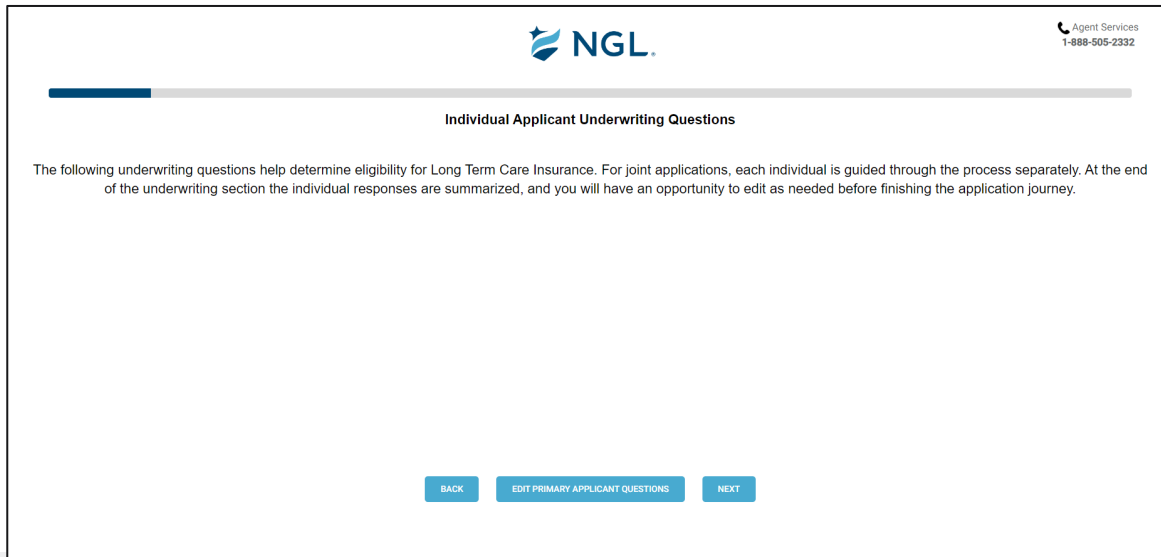 NGL.
Agent Services
1-888-505-2332
Individual Applicant Underwriting Questions
The following underwriting questions help determine eligibility for Long Term Care Insurance. For joint applications, each individual is guided through the process separately. At the end
of the underwriting section the individual responses are summarized, and you will have an opportunity to edit as needed before finishing the application journey.
BACK
EDIT PRIMARY APPLICANT QUESTIONS
NEXT